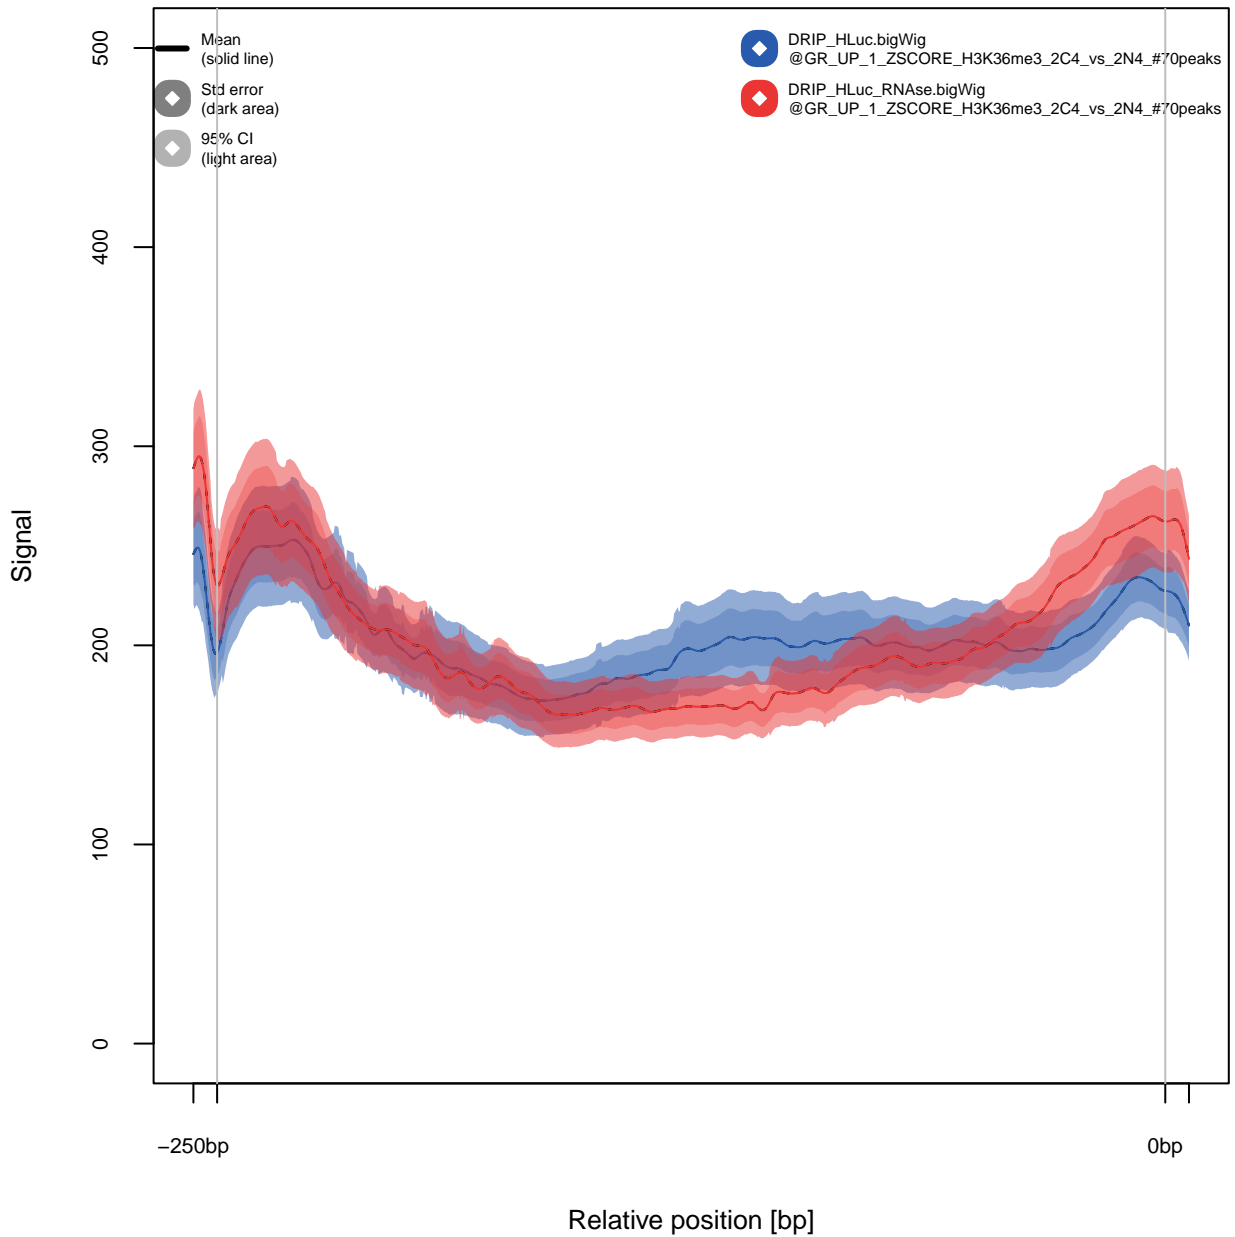 Mean
(solid line)
Std error
(dark area)
95% CI
(light area)
DRIP_HLuc.bigWig
@GR_UP_1_ZSCORE_H3K36me3_2C4_vs_2N4_#70peaks
DRIP_HLuc_RNAse.bigWig
@GR_UP_1_ZSCORE_H3K36me3_2C4_vs_2N4_#70peaks
500
400
300
200
100
0
Signal
−250bp
0bp
Relative position [bp]